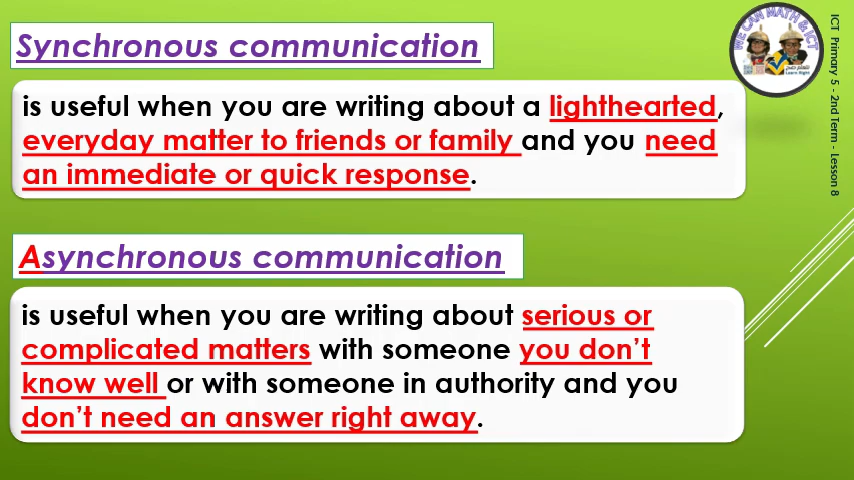 Synchronous communication
is useful when you are writing about a lighthearted,
everyday matter to friends or family and you need
an immediate or quick response.
Asynchronous communication
is useful when you are writing about serious or
complicated matters with someone you don’t
know well or with someone in authority and you
don’t need an answer right away.
WE CAN MATH & ICT
Learn Right
ICT Primary 5 - 2nd Term - Lesson 8